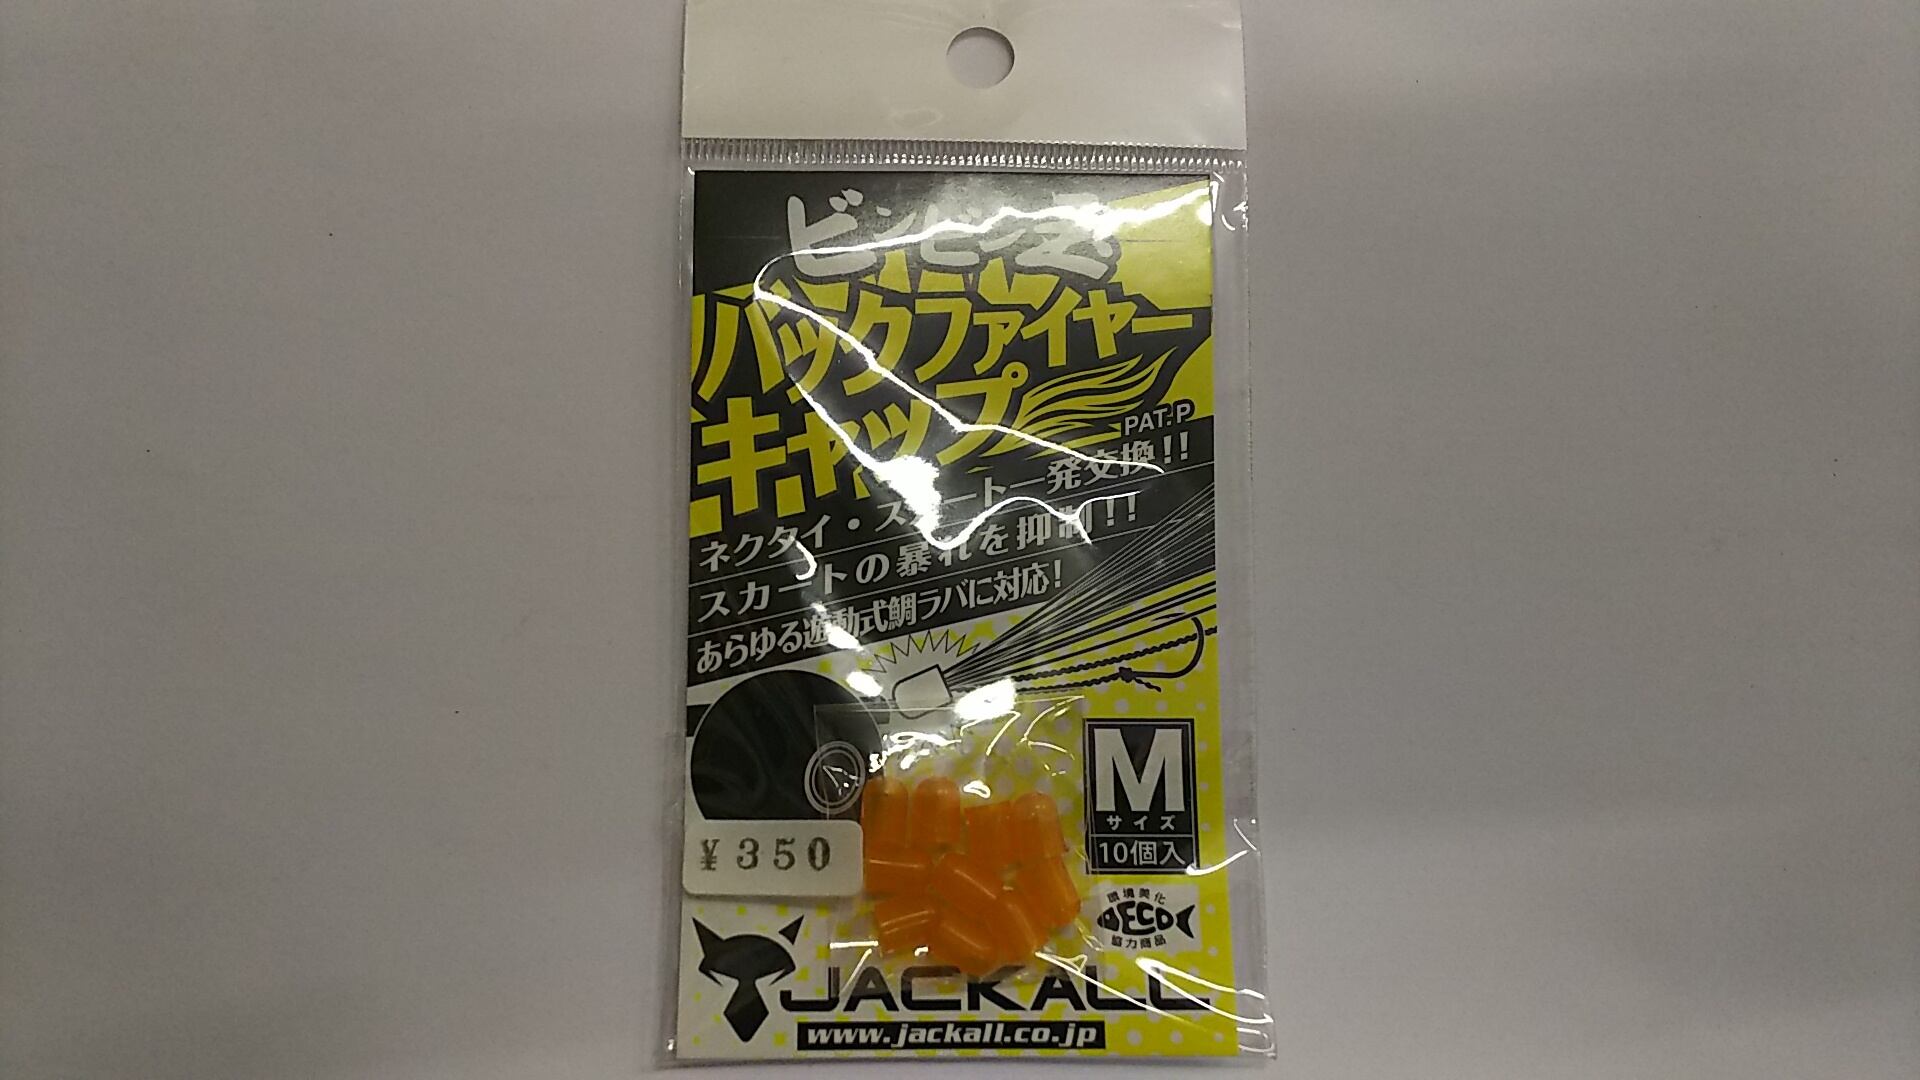 ビンビン玉
バックファイヤー
キャップ
PAT.P
ネクタイ・スカート一発交換!!
スカートの暴れを抑制!!
あらゆる遊動式鯛ラバに対応!
M
サイズ
10個入
¥350
環境美化
ECO
協力商品
JACKALL
www.jackall.co.jp